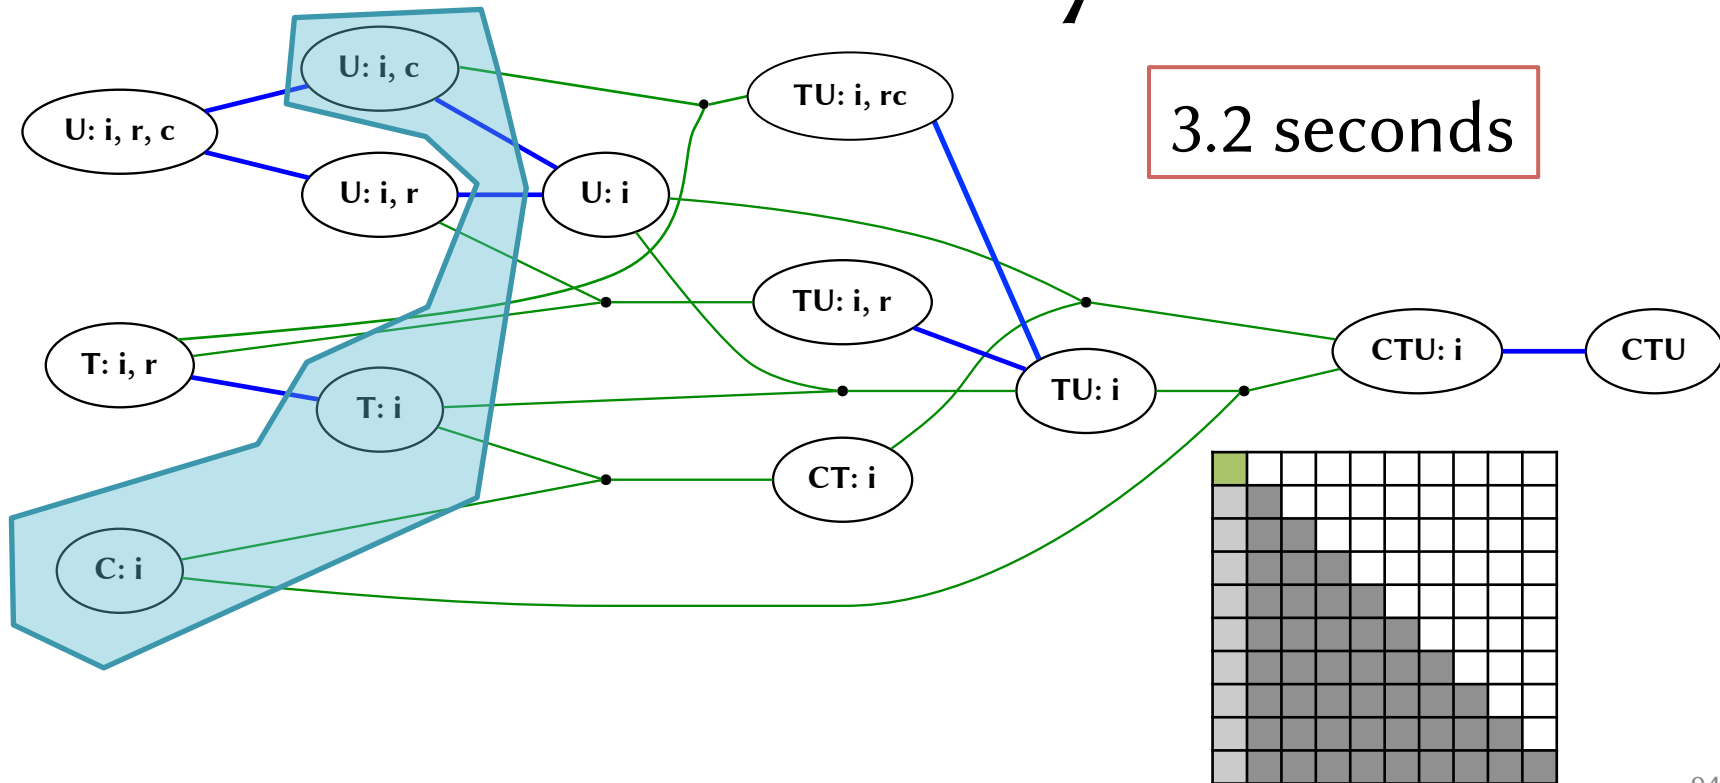 U: i, c
TU: i, rc
U: i, r, c
3.2 seconds
U: i, r
U: i
TU: i, r
T: i, r
CTU: i
CTU
TU: i
T: i
CT: i
C: i